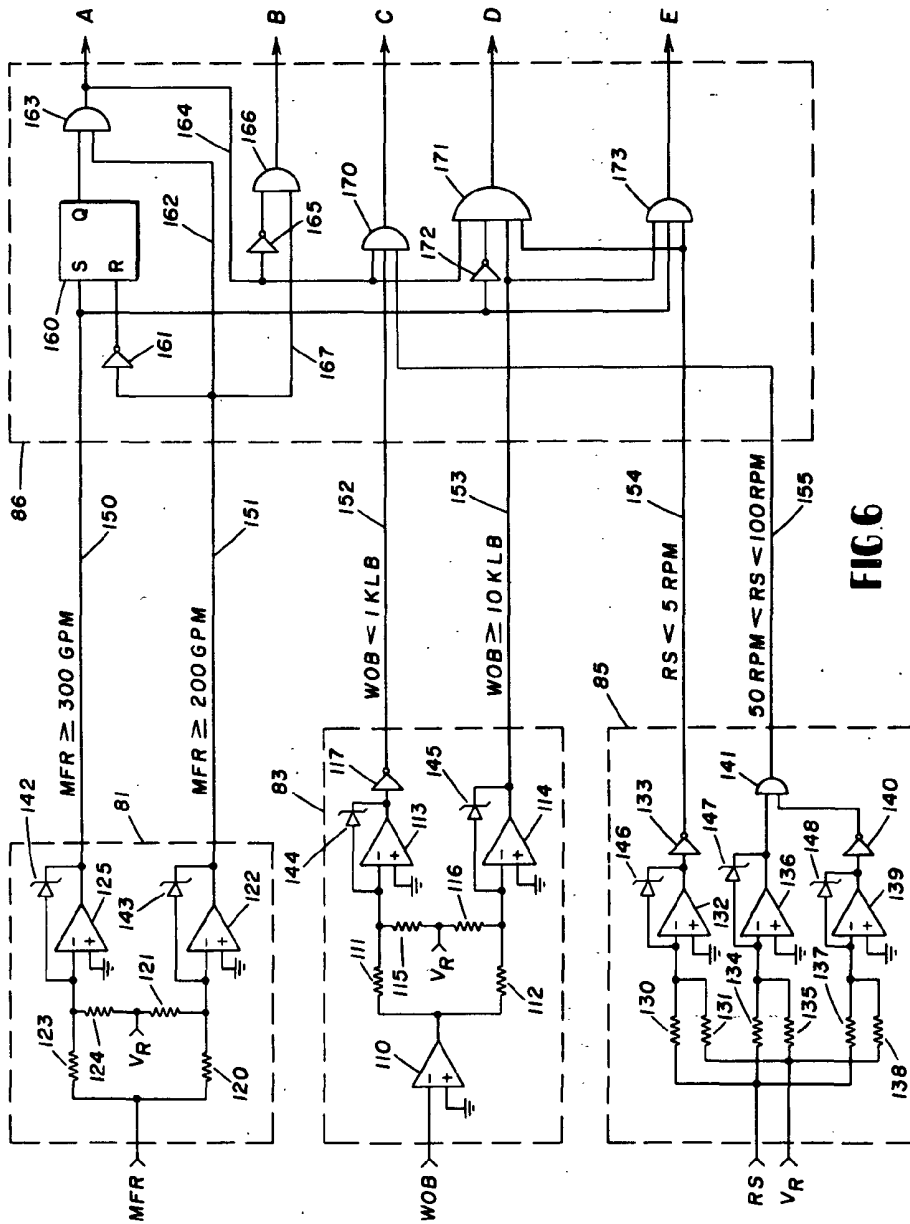 86
150
MFR ≥ 300 GPM
142
81
125
123
124
MFR
VR
121
120
143
122
151
MFR ≥ 200 GPM
160
S
Q
R
161
162
163
164
A
165
166
B
167
83
144
117
113
111
115
VR
116
110
WOB
112
145
114
152
WOB < 1 KLB
153
WOB ≥ 10 KLB
170
C
171
D
172
173
E
85
146
133
132
130
131
134
147
136
141
135
137
148
139
140
138
RS
VR
154
RS < 5 RPM
155
50 RPM < RS < 100 RPM
- + - +
- + - + - +
- + - + - +
FIG.6